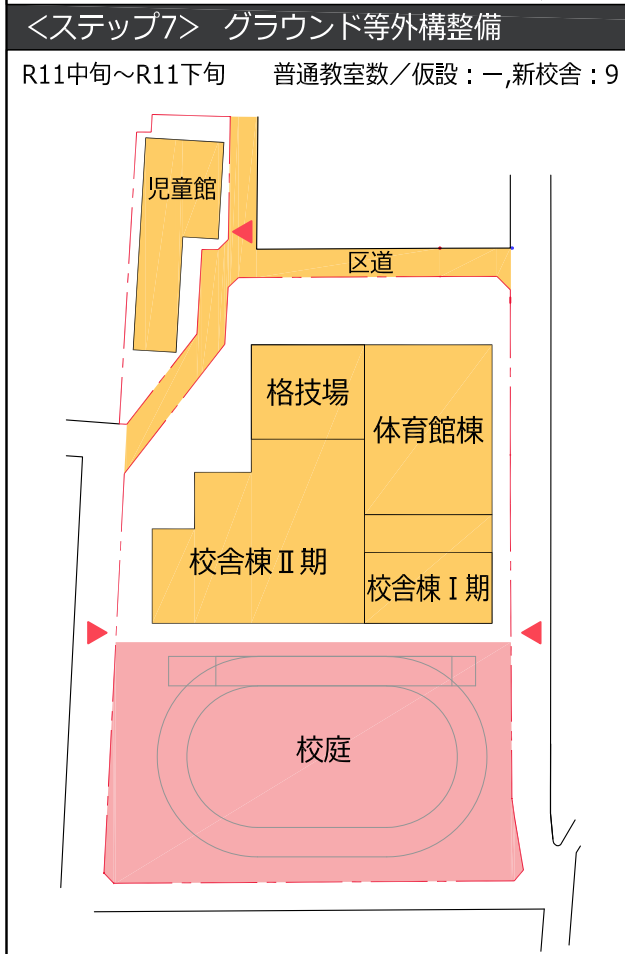 <ステップ7> グラウンド等外構整備
R11中旬～R11下旬 普通教室数／仮設：ー,新校舎：9
児童館
区道
格技場
体育館棟
校舎棟Ⅱ期
校舎棟Ⅰ期
校庭